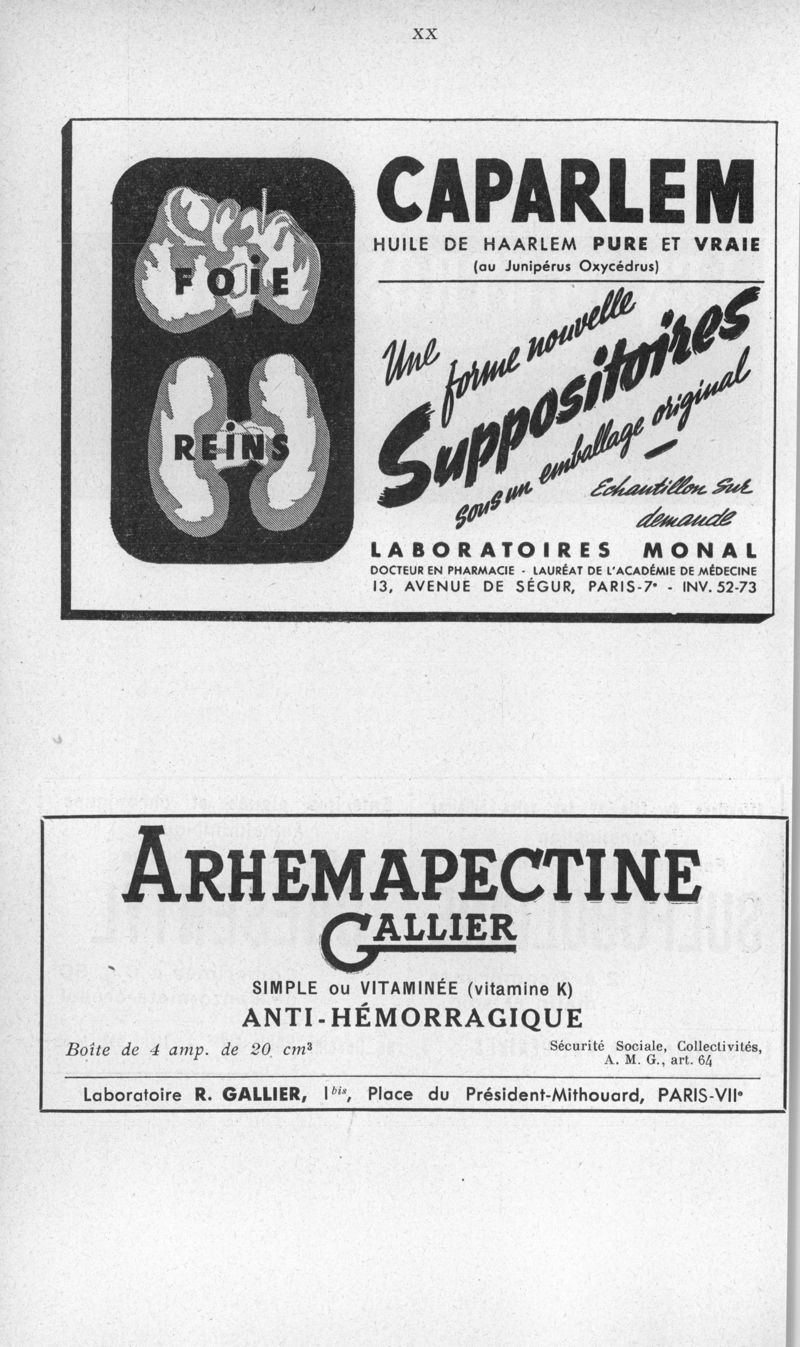 XX
FOIE
REINS
CAPARLEM
HUILE DE HAARLEM PURE ET VRAIE
(au Junipérus Oxycédrus)
Une forme nouvelle
Suppositoires
sous un emballage original
Echantillon sur
demande
LABORATOIRES MONAL
DOCTEUR EN PHARMACIE - LAURÉAT DE L'ACADÉMIE DE MÉDECINE
13, AVENUE DE SÉGUR, PARIS-7e - INV. 52-73
ARHEMAPECTINE
GALLIER
SIMPLE ou VITAMINÉE (vitamine K)
ANTI-HÉMORRAGIQUE
Boîte de 4 amp. de 20 cm³
Sécurité Sociale, Collectivités,
A. M. G., art. 64
Laboratoire R. GALLIER, 1bis, Place du Président-Mithouard, PARIS-VIIe